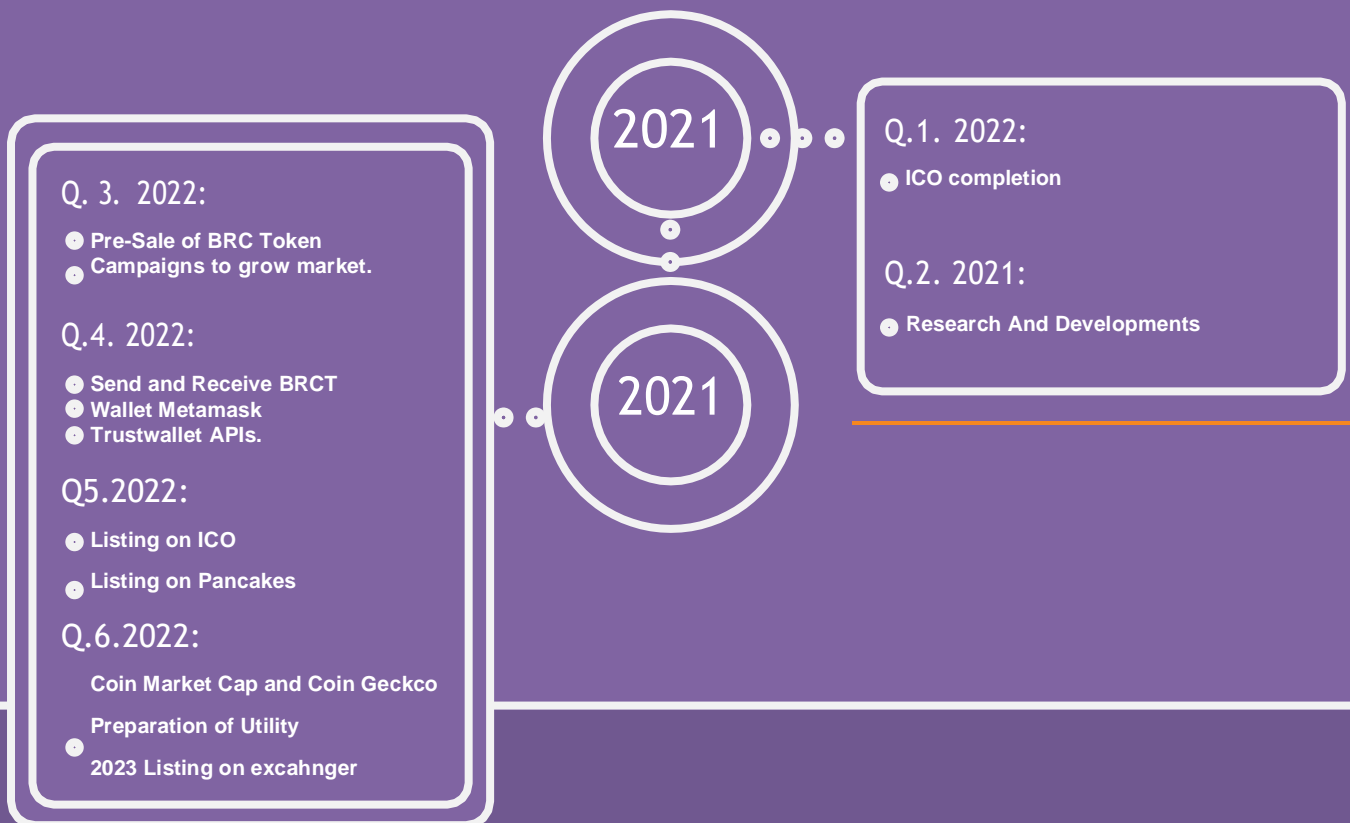 2021
Q.1. 2022:
ICO completion
Q.2. 2021:
Research And Developments
2021
Q. 3. 2022:
Pre-Sale of BRC Token
Campaigns to grow market.
Q.4. 2022:
Send and Receive BRCT
Wallet Metamask
Trustwallet APIs.
Q5.2022:
Listing on ICO
Listing on Pancakes
Q.6.2022:
Coin Market Cap and Coin Geckco
Preparation of Utility
2023 Listing on excahnger